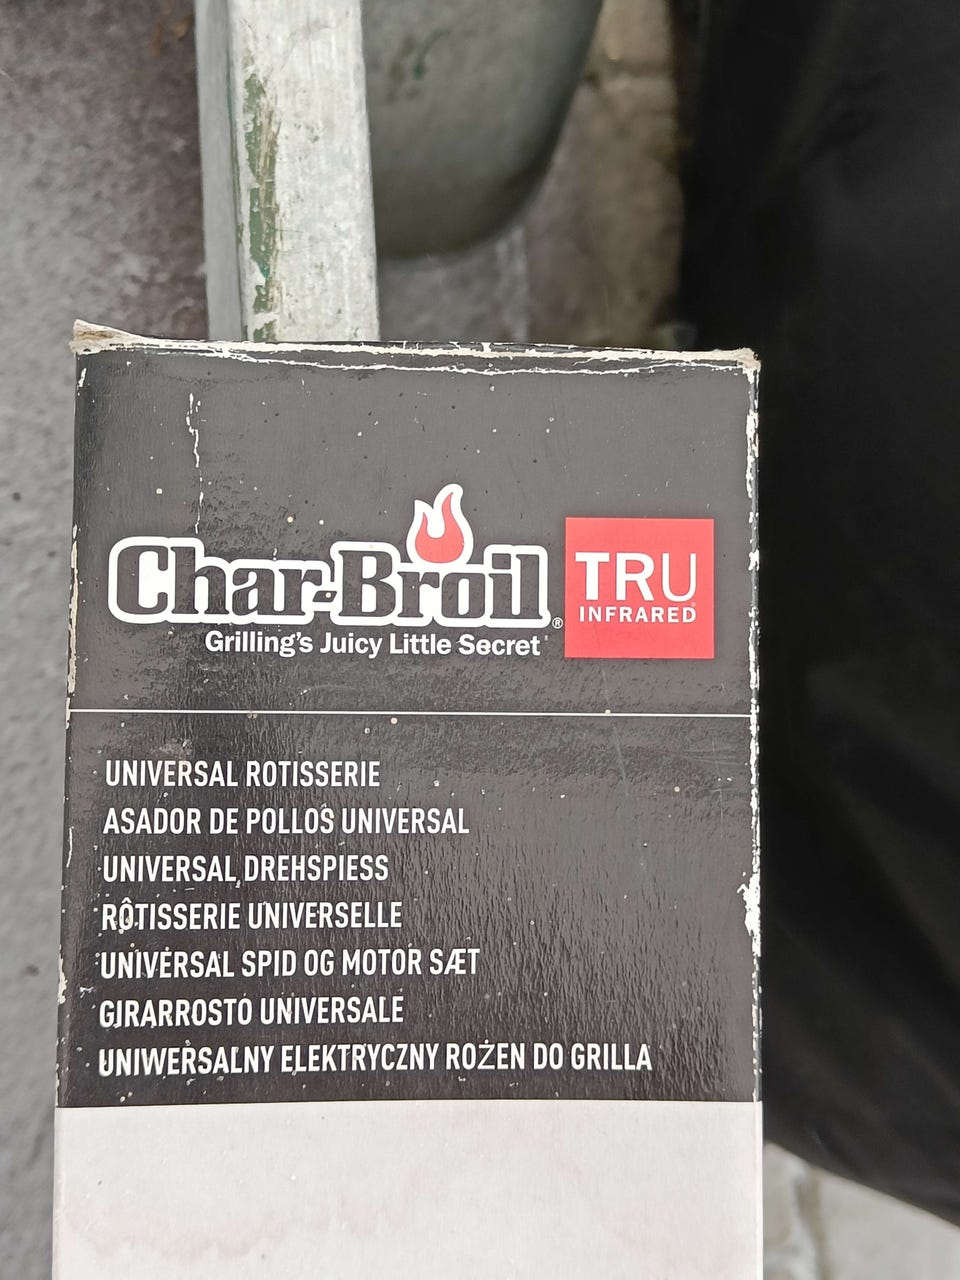 Char-Broil®
Grilling's Juicy Little Secret
TRU
INFRARED
UNIVERSAL ROTISSERIE
ASADOR DE POLLOS UNIVERSAL
UNIVERSAL DREHSPIESS
RÔTISSERIE UNIVERSELLE
UNIVERSAL SPID OG MOTOR SÆT
GIRARROSTO UNIVERSALE
UNIWERSALNY ELEKTRYCZNY ROŻEN DO GRILLA